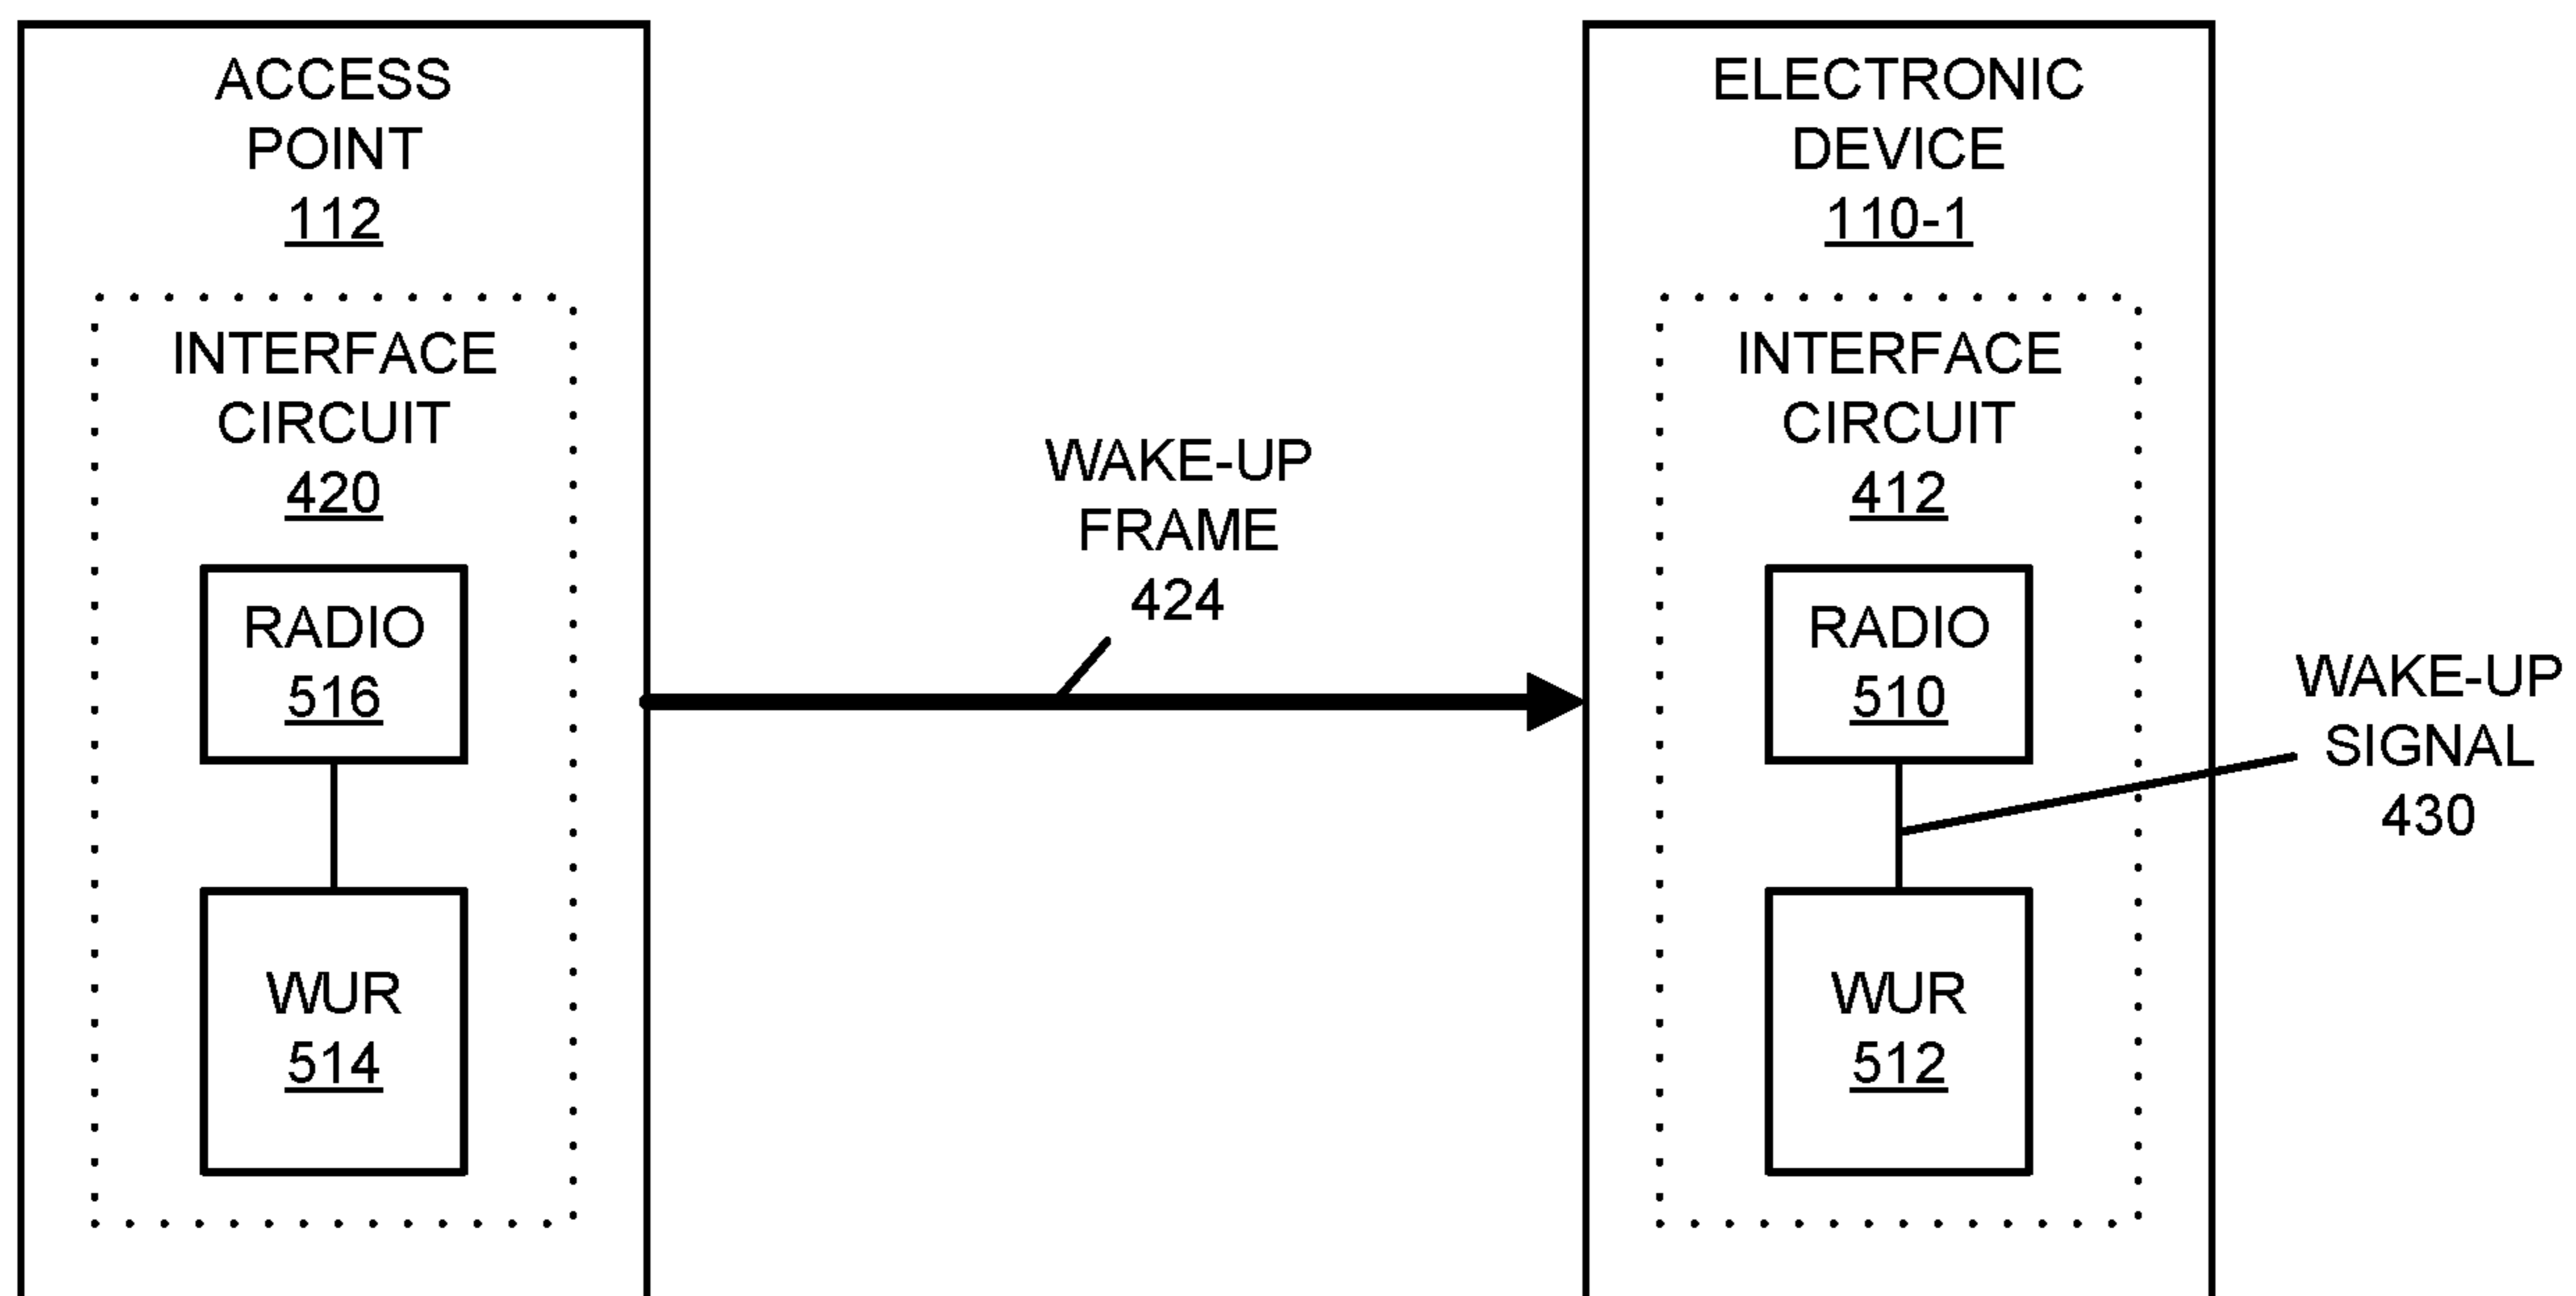 ACCESS
POINT
112
INTERFACE
CIRCUIT
420
RADIO
516
WUR
514
WAKE-UP
FRAME
424
ELECTRONIC
DEVICE
110-1
INTERFACE
CIRCUIT
412
RADIO
510
WUR
512
WAKE-UP
SIGNAL
430